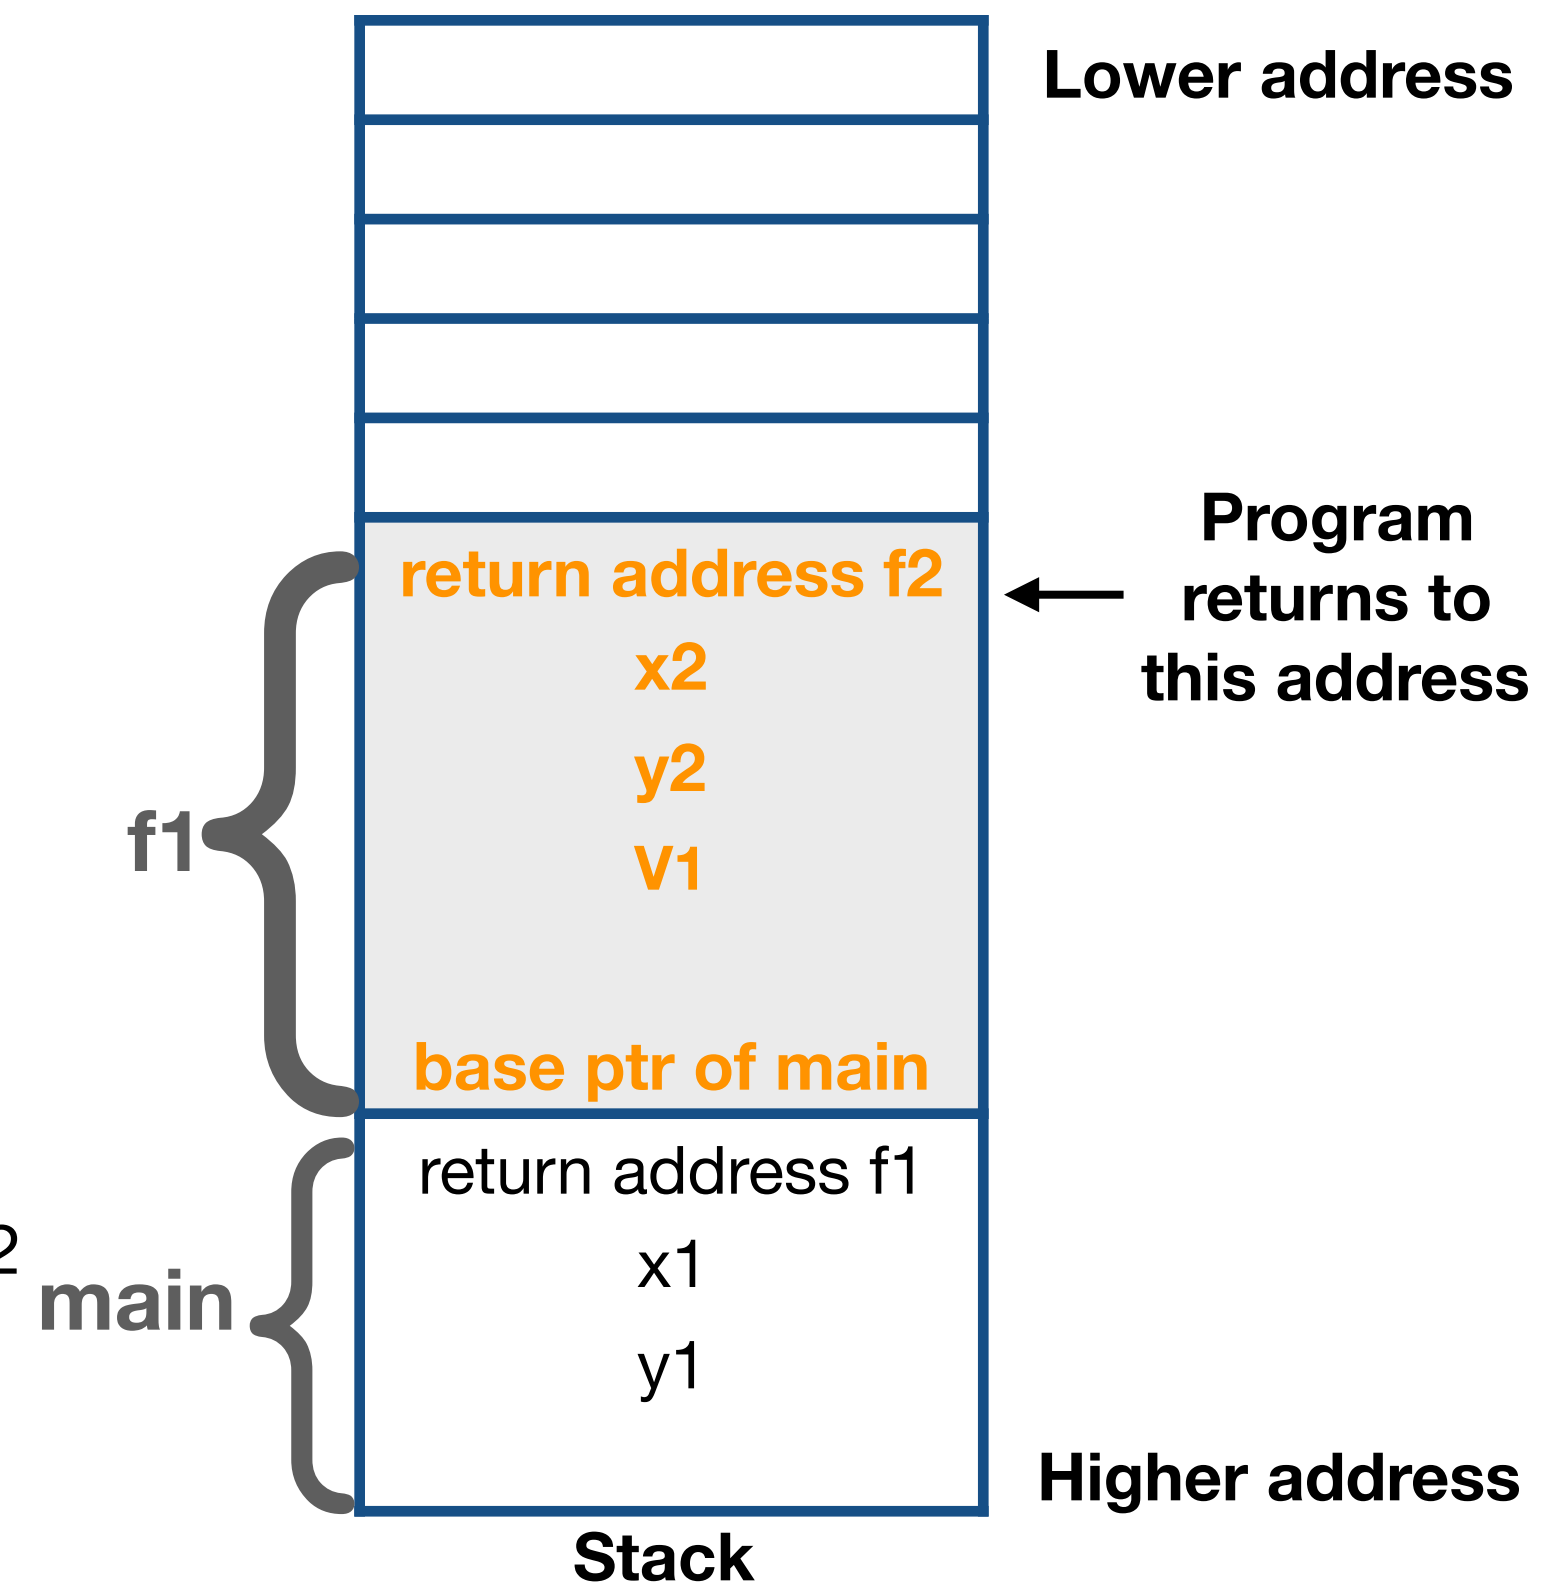 Lower address
Program
returns to
this address
return address f2
x2
y2
V1
base ptr of main
f1
return address f1
x1
y1
2
main
Higher address
Stack